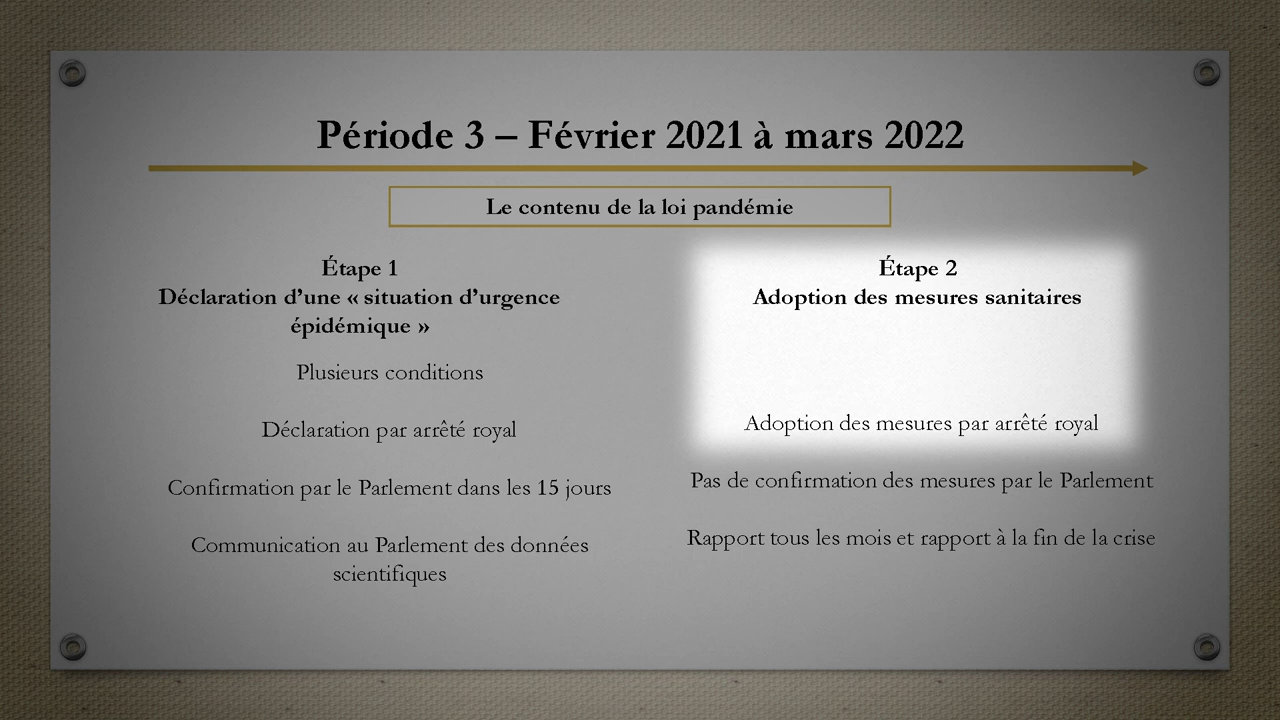 Période 3 – Février 2021 à mars 2022
Le contenu de la loi pandémie
Étape 1
Déclaration d’une « situation d’urgence
épidémique »
Plusieurs conditions
Déclaration par arrêté royal
Confirmation par le Parlement dans les 15 jours
Communication au Parlement des données
scientifiques
Étape 2
Adoption des mesures sanitaires
Adoption des mesures par arrêté royal
Pas de confirmation des mesures par le Parlement
Rapport tous les mois et rapport à la fin de la crise